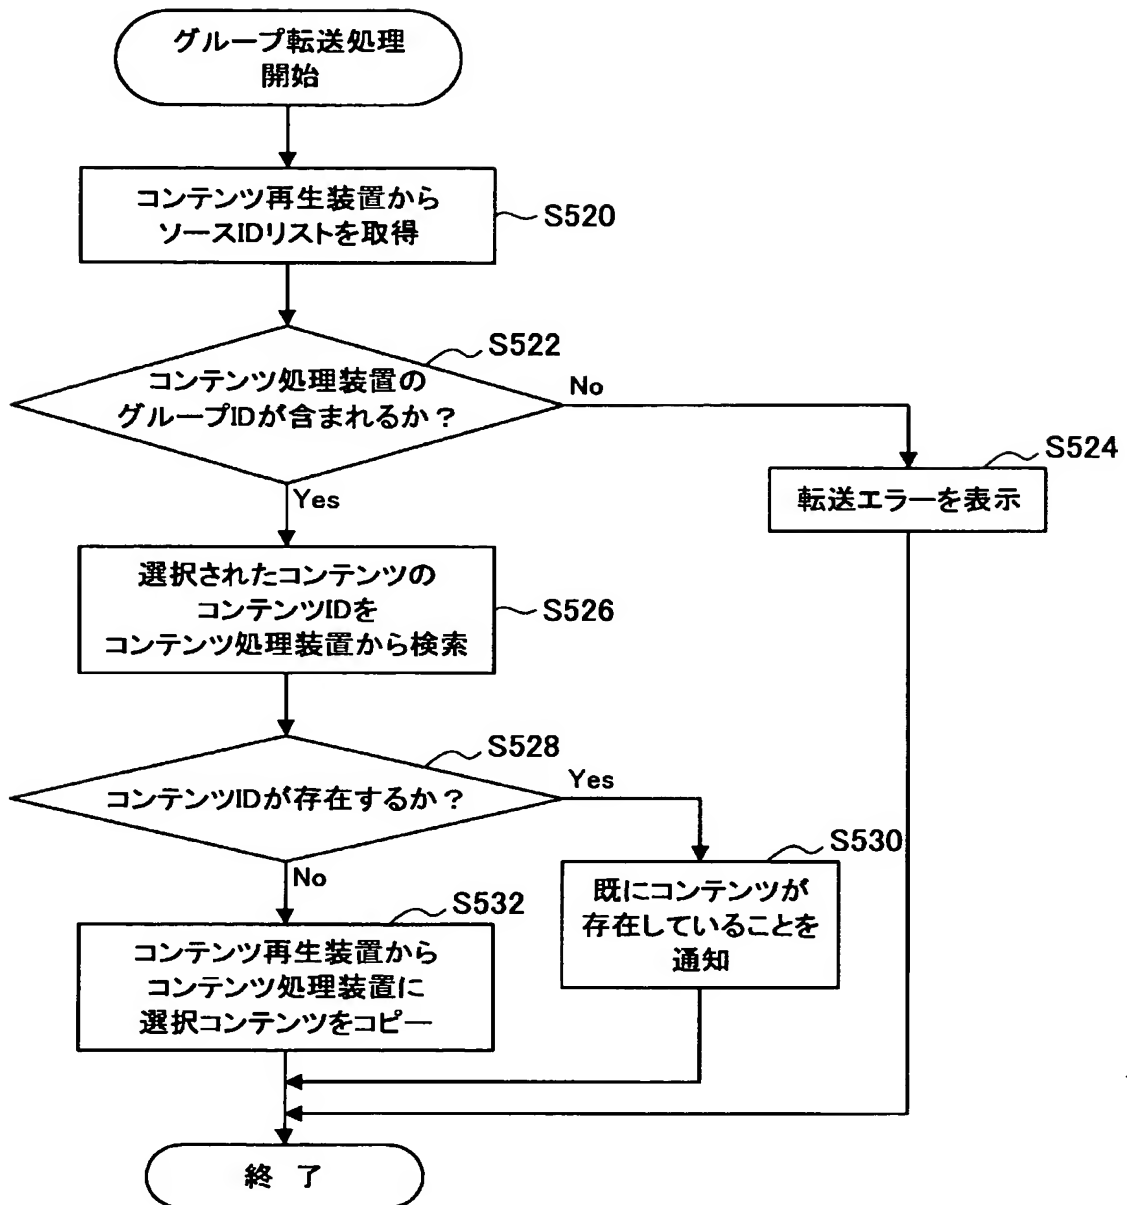 グループ転送処理
開始
コンテンツ再生装置から
ソースIDリストを取得
S520
S522
コンテンツ処理装置の
グループIDが含まれるか？
No
Yes
S524
転送エラーを表示
選択されたコンテンツの
コンテンツIDを
コンテンツ処理装置から検索
S526
S528
コンテンツIDが存在するか？
Yes
No
S530
既にコンテンツが
存在していることを
通知
S532
コンテンツ再生装置から
コンテンツ処理装置に
選択コンテンツをコピー
終 了